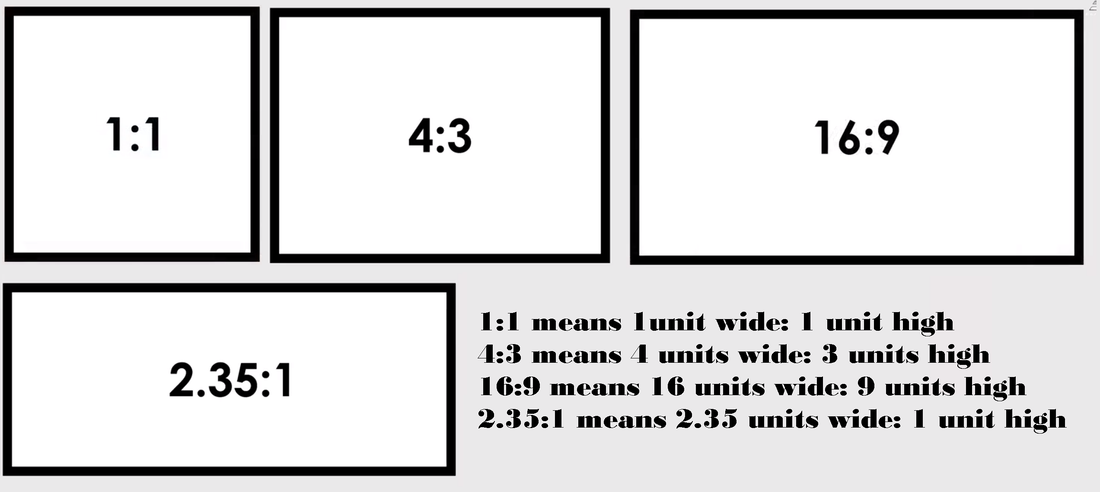 1:1
4:3
16:9
2.35:1
1:1 means 1unit wide: 1 unit high
4:3 means 4 units wide: 3 units high
16:9 means 16 units wide: 9 units high
2.35:1 means 2.35 units wide: 1 unit high